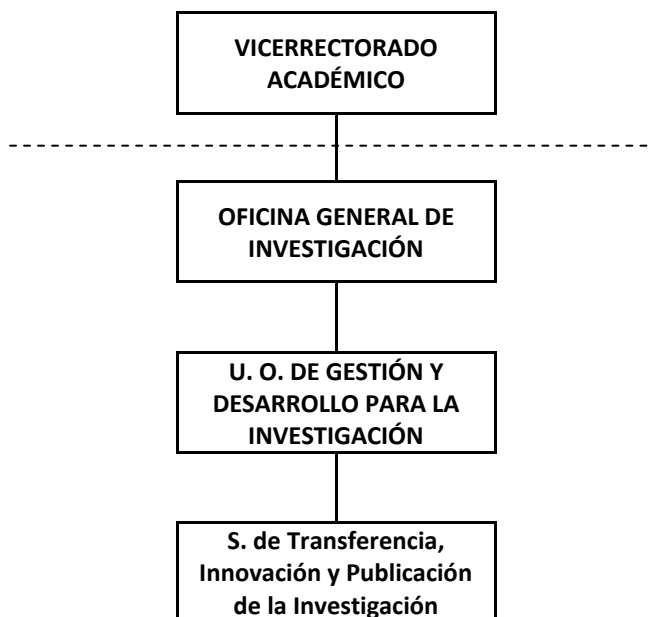 VICERRECTORADO
ACADÉMICO
OFICINA GENERAL DE
INVESTIGACIÓN
U. O. DE GESTIÓN Y
DESARROLLO PARA LA
INVESTIGACIÓN
S. de Transferencia,
Innovación y Publicación
de la Investigación